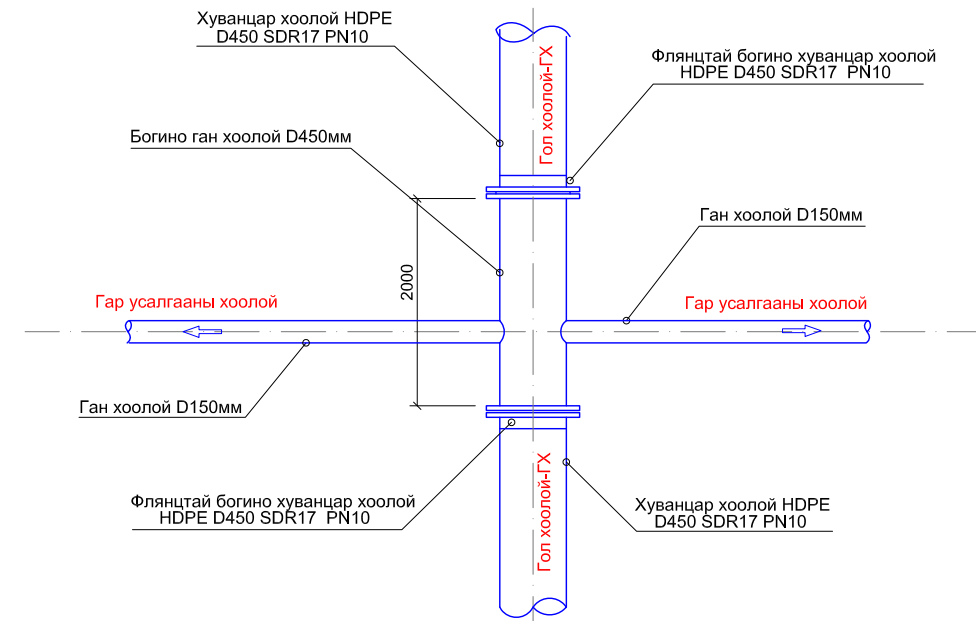 Хуванцар хоолой HDPE
D450 SDR17 PN10
Флянцтай богино хуванцар хоолой
HDPE D450 SDR17 PN10
Гол хоолой-ГХ
Богино ган хоолой D450мм
Ган хоолой D150мм
2000
Гар усалгааны хоолой
Гар усалгааны хоолой
Ган хоолой D150мм
Гол хоолой-ГХ
Флянцтай богино хуванцар хоолой
HDPE D450 SDR17 PN10
Хуванцар хоолой HDPE
D450 SDR17 PN10